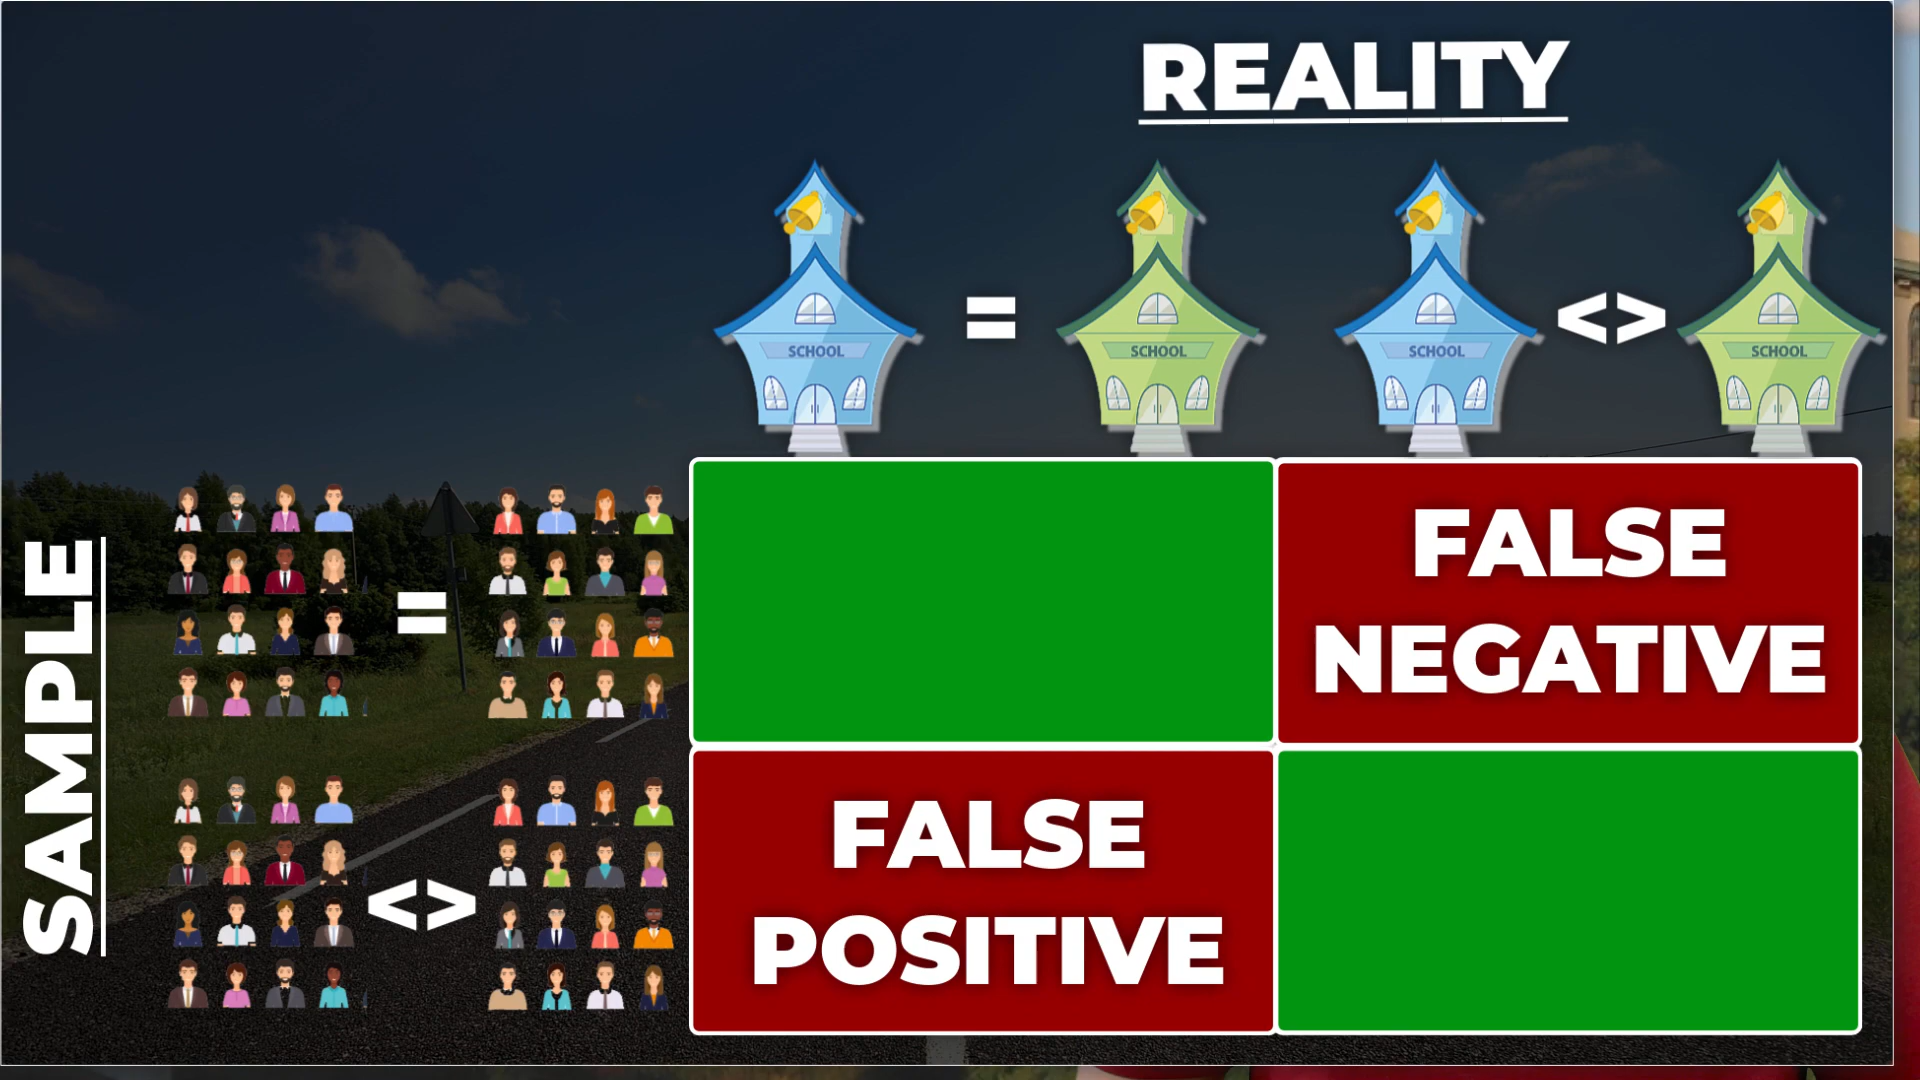 REALITY
= <>
SCHOOL SCHOOL SCHOOL SCHOOL
SAMPLE
=
FALSE
NEGATIVE
<>
FALSE
POSITIVE